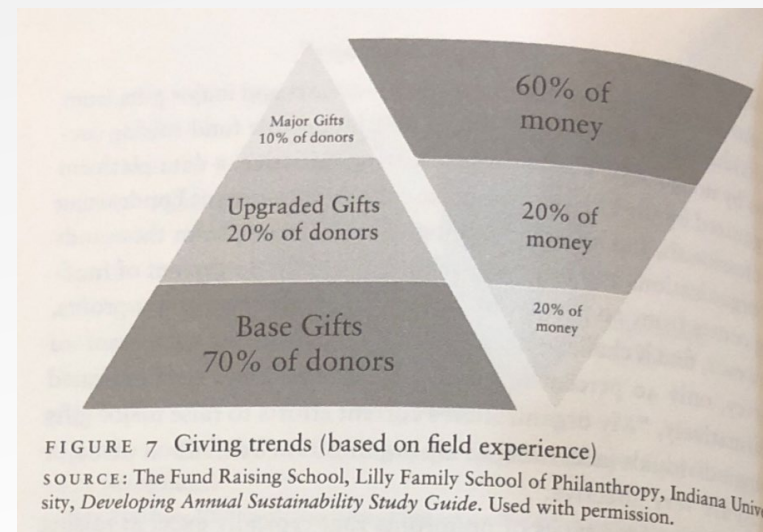 Major Gifts
10% of donors
Upgraded Gifts
20% of donors
Base Gifts
70% of donors
60% of
money
20% of
money
20% of
money
FIGURE 7 Giving trends (based on field experience)
SOURCE: The Fund Raising School, Lilly Family School of Philanthropy, Indiana Unive
sity, Developing Annual Sustainability Study Guide. Used with permission.